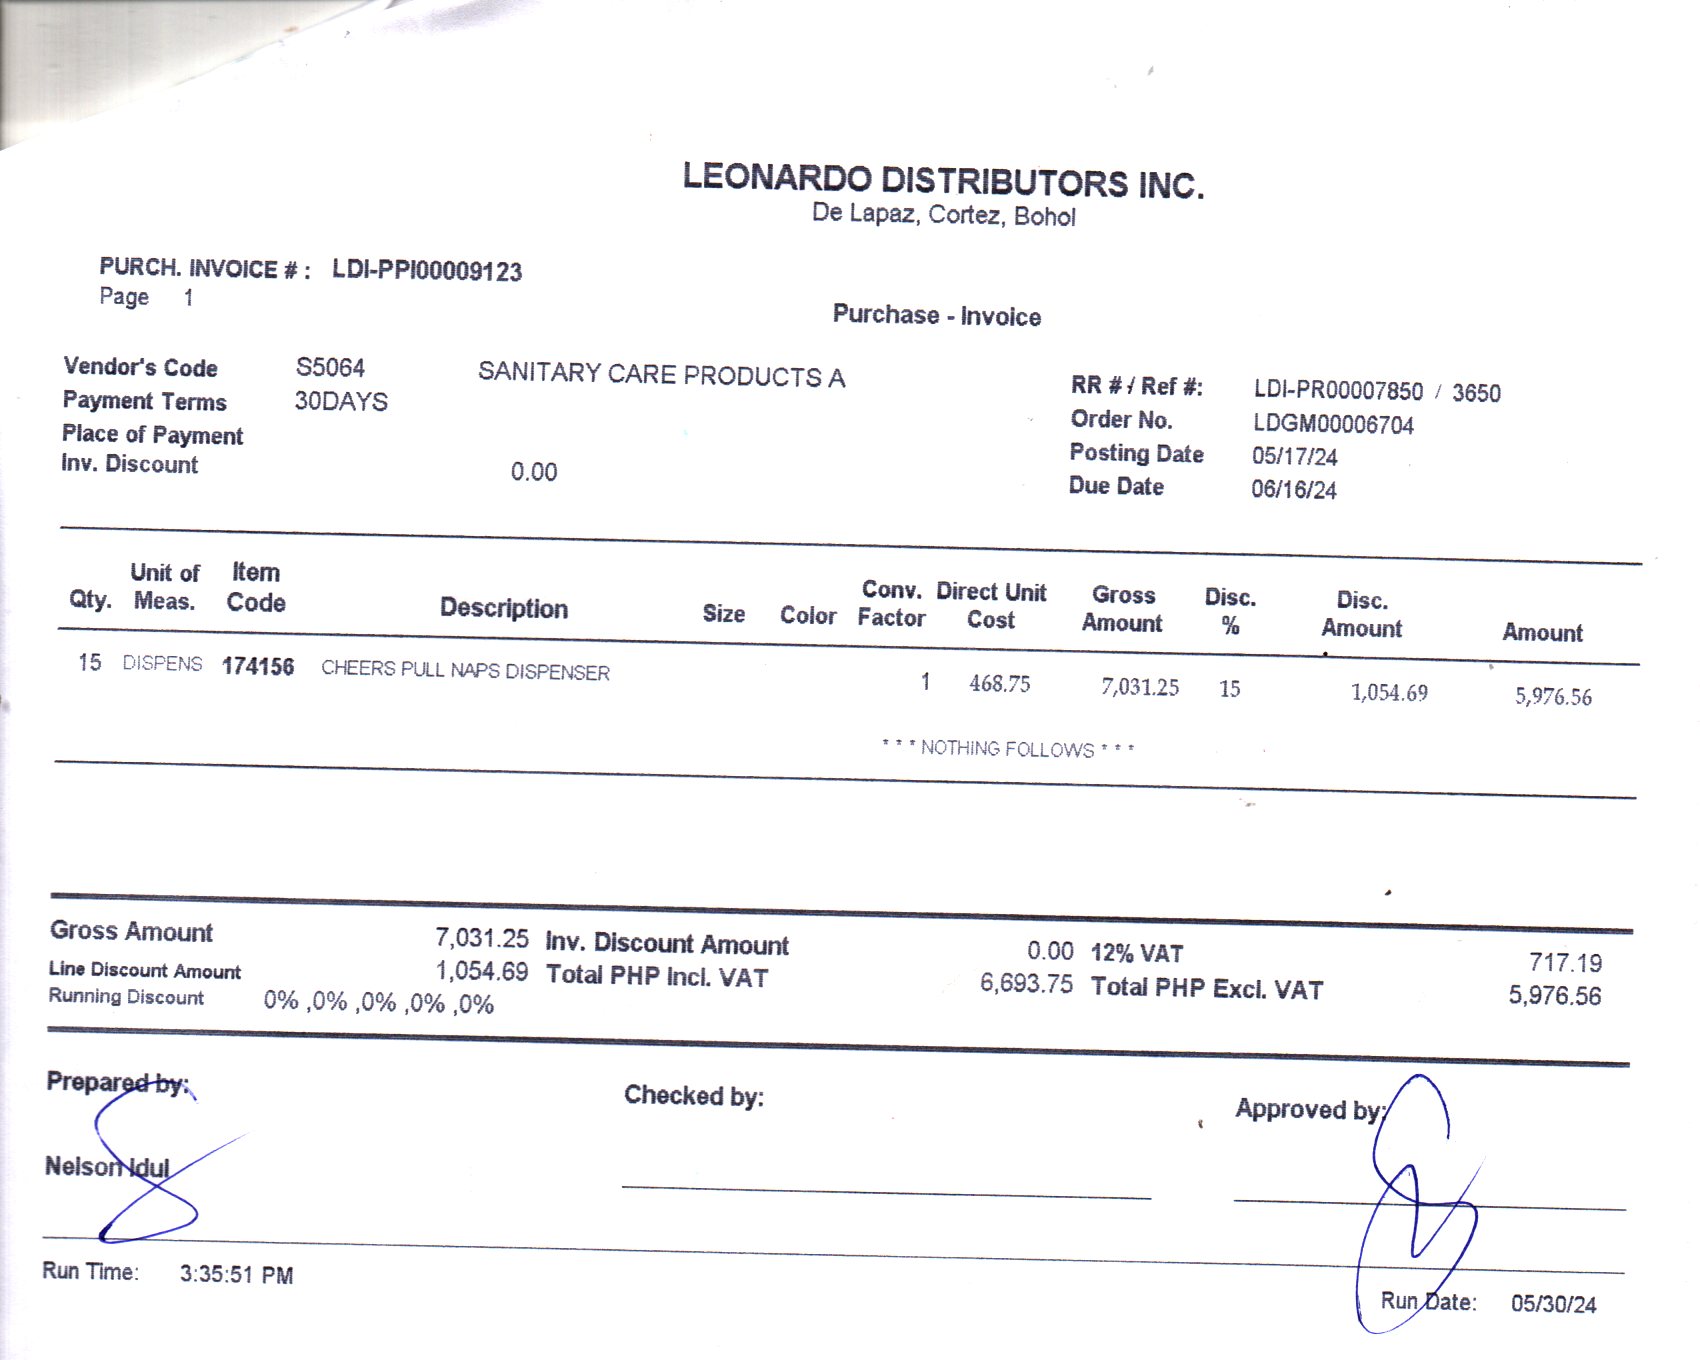 LEONARDO DISTRIBUTORS INC.
De Lapaz, Cortez, Bohol
PURCH. INVOICE # : LDI-PPI00009123
Page 1
Purchase - Invoice
Vendor's Code S5064 SANITARY CARE PRODUCTS A
Payment Terms 30DAYS
Place of Payment
Inv. Discount 0.00
RR # / Ref #: LDI-PR00007850 / 3650
Order No. LDGM00006704
Posting Date 05/17/24
Due Date 06/16/24
Qty. Unit of Meas. Item Code Description Size Color Conv. Factor Direct Unit Cost Gross Amount Disc. % Disc. Amount Amount
15 DISPENS 174156 CHEERS PULL NAPS DISPENSER 1 468.75 7,031.25 15 1,054.69 5,976.56
* * * NOTHING FOLLOWS * * *
Gross Amount 7,031.25 Inv. Discount Amount 0.00 12% VAT 717.19
Line Discount Amount 1,054.69 Total PHP Incl. VAT 6,693.75 Total PHP Excl. VAT 5,976.56
Running Discount 0% ,0% ,0% ,0% ,0%
Prepared by: Checked by: Approved by:
Nelson Idul
Run Time: 3:35:51 PM
Run Date: 05/30/24